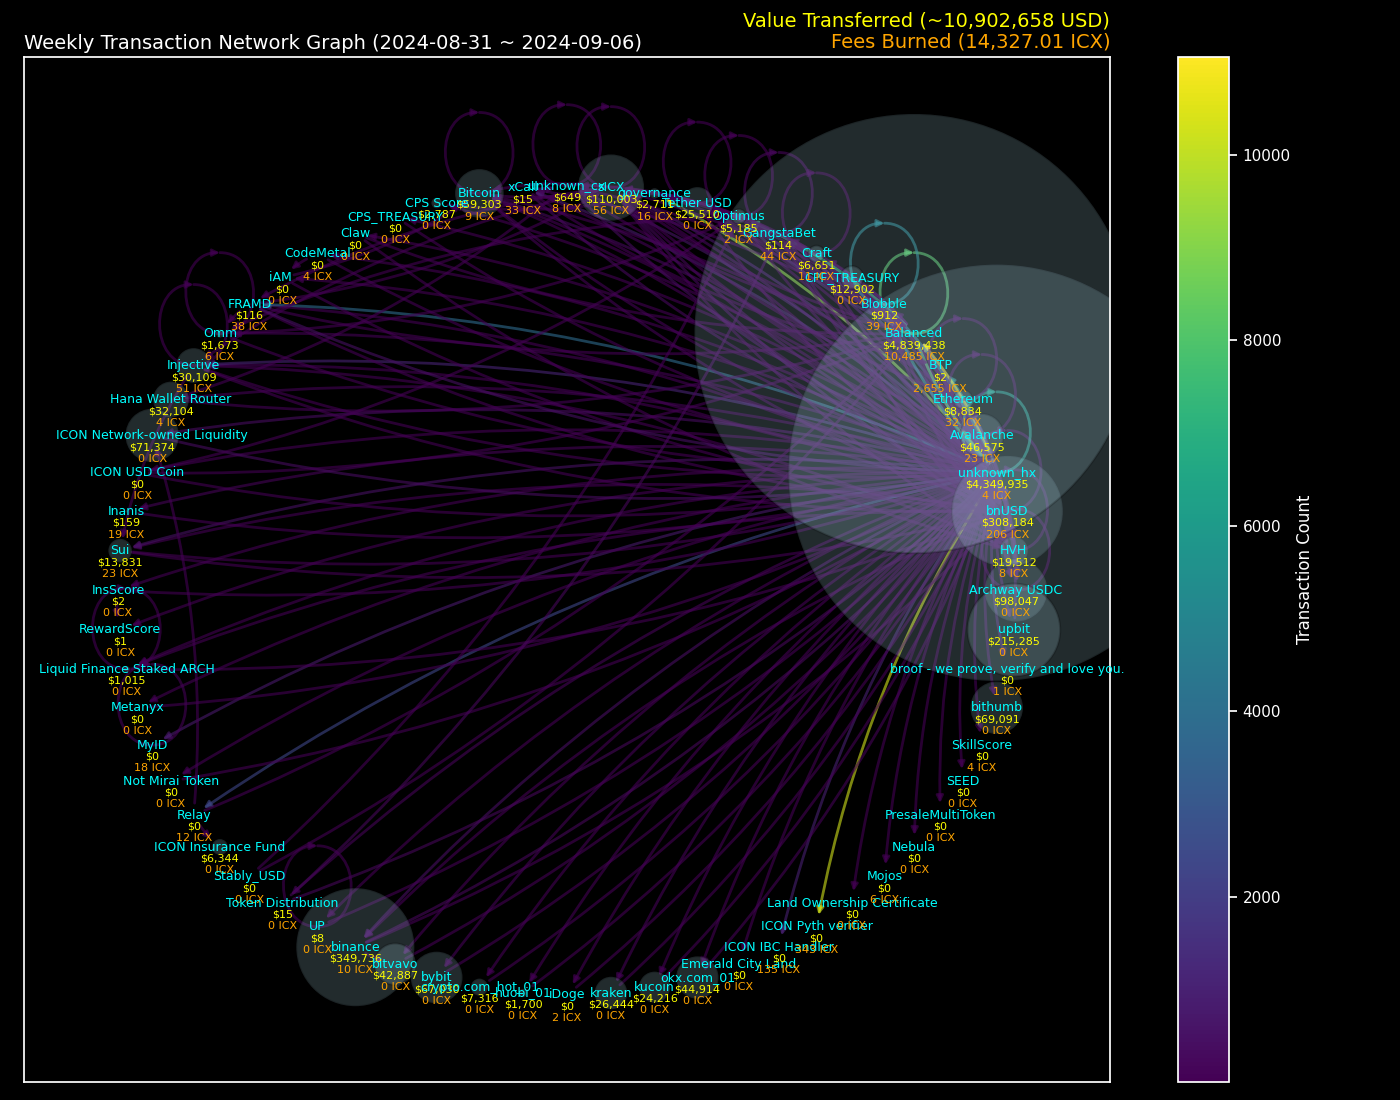 Value Transferred (~10,902,658 USD)
Weekly Transaction Network Graph (2024-08-31 ~ 2024-09-06)
Fees Burned (14,327.01 ICX)
Bitcoin
$59,303
9 ICX
xCall
$15
33 ICX
unknown_cx
$649
8 ICX
sICX
$110,003
56 ICX
governance
$2,711
16 ICX
Tether USD
$25,510
0 ICX
Optimus
$5,185
2 ICX
GangstaBet
$114
44 ICX
Craft
$6,651
CPF_TREASURY
$12,902
0 ICX
Blobble
$912
39 ICX
Balanced
$4,839,438
10,485 ICX
BTP
$2
2,655 ICX
Ethereum
$8,884
32 ICX
Avalanche
$46,575
23 ICX
unknown_hx
$4,349,935
4 ICX
bnUSD
$308,184
206 ICX
HVH
$19,512
8 ICX
Archway USDC
$98,047
0 ICX
upbit
$215,285
0 ICX
broof - we prove, verify and love you.
$0
1 ICX
bithumb
$69,091
0 ICX
SkillScore
$0
4 ICX
SEED
$0
0 ICX
PresaleMultiToken
$0
0 ICX
Nebula
$0
0 ICX
Mojos
$0
6 ICX
Land Ownership Certificate
$0
0 ICX
ICON Pyth verifier
$0
ICON IBC Handler
$0
135 ICX
Emerald City Land
$0
0 ICX
okx.com_01
$44,914
0 ICX
kucoin
$24,216
0 ICX
kraken
$26,444
0 ICX
iDoge
$0
2 ICX
huobi_01
$1,700
0 ICX
crypto.com_hot_01
$7,316
0 ICX
bybit
$67,030
0 ICX
bitvavo
$42,887
0 ICX
binance
$349,736
10 ICX
UP
$8
0 ICX
Token Distribution
$15
0 ICX
Stably_USD
$0
0 ICX
ICON Insurance Fund
$6,344
0 ICX
Relay
$0
12 ICX
Not Mirai Token
$0
0 ICX
MyID
$0
18 ICX
Metanyx
$0
0 ICX
Liquid Finance Staked ARCH
$1,015
0 ICX
RewardScore
$1
0 ICX
InsScore
$2
0 ICX
Sui
$13,831
23 ICX
Inanis
$159
19 ICX
ICON USD Coin
$0
0 ICX
ICON Network-owned Liquidity
$71,374
0 ICX
Hana Wallet Router
$32,104
4 ICX
Injective
$30,109
51 ICX
Omm
$1,673
6 ICX
FRAMD
$116
38 ICX
iAM
$0
0 ICX
CodeMetal
$0
4 ICX
Claw
$0
0 ICX
CPS_TREASURY
$0
0 ICX
CPS Score
0 ICX
10000
8000
6000
4000
2000
Transaction Count